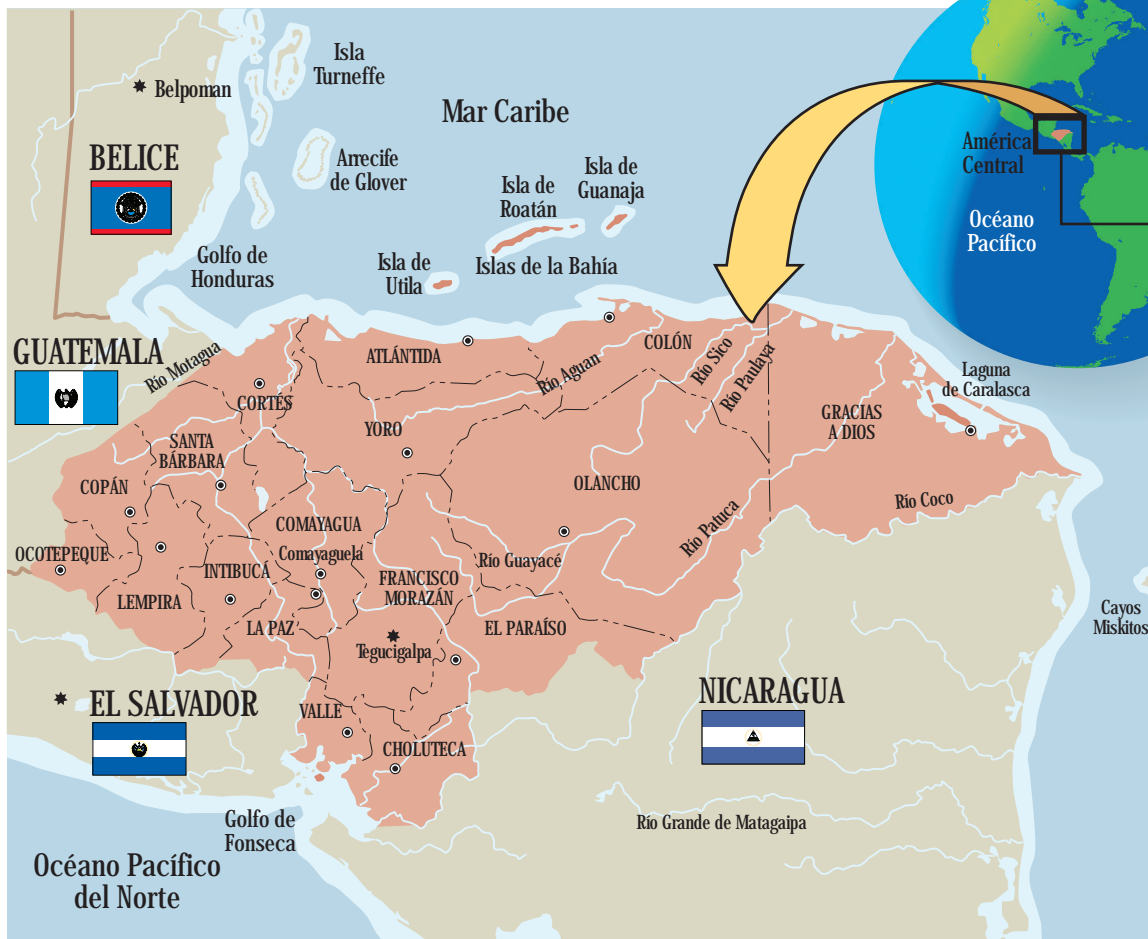 Isla
Turneffe
Belpoman
Mar Caribe
BELICE
Arrecife
de Glover
Isla de
Roatán
Isla de
Guanaja
América
Central
Océano
Pacífico
Golfo de
Honduras
Isla de
Utila
Islas de la Bahía
GUATEMALA
Río Motagua
ATLÁNTIDA
COLÓN
Río Sico
Río Paulaya
Río Aguan
Laguna
de Caralasca
CORTÉS
YORO
GRACIAS
A DIOS
SANTA
BÁRBARA
COPÁN
OLANCHO
Río Coco
COMAYAGUA
Río Patuca
OCOTEPEQUE
Comayaguela
INTIBUCÁ
Río Guayacé
FRANCISCO
MORAZÁN
LEMPIRA
LA PAZ
EL PARAÍSO
Cayos
Miskitos
Tegucigalpa
EL SALVADOR
NICARAGUA
VALLE
CHOLUTECA
Golfo de
Fonseca
Río Grande de Matagaipa
Océano Pacífico
del Norte